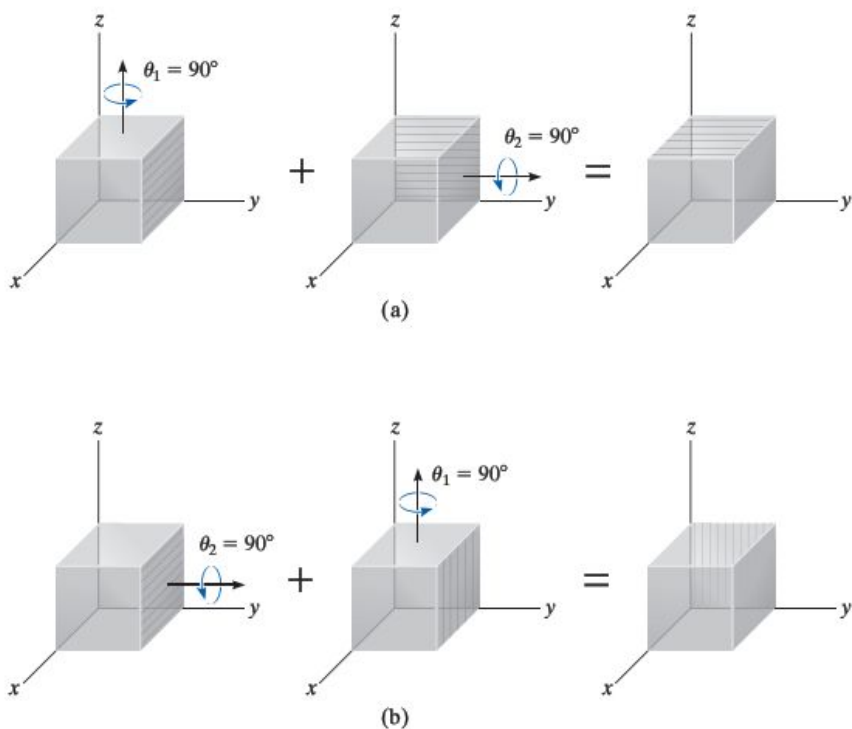 z z z
θ₁ = 90°
θ₂ = 90°
+ =
y y y
x x x
(a)
z z z
θ₁ = 90°
θ₂ = 90°
+ =
y y y
x x x
(b)